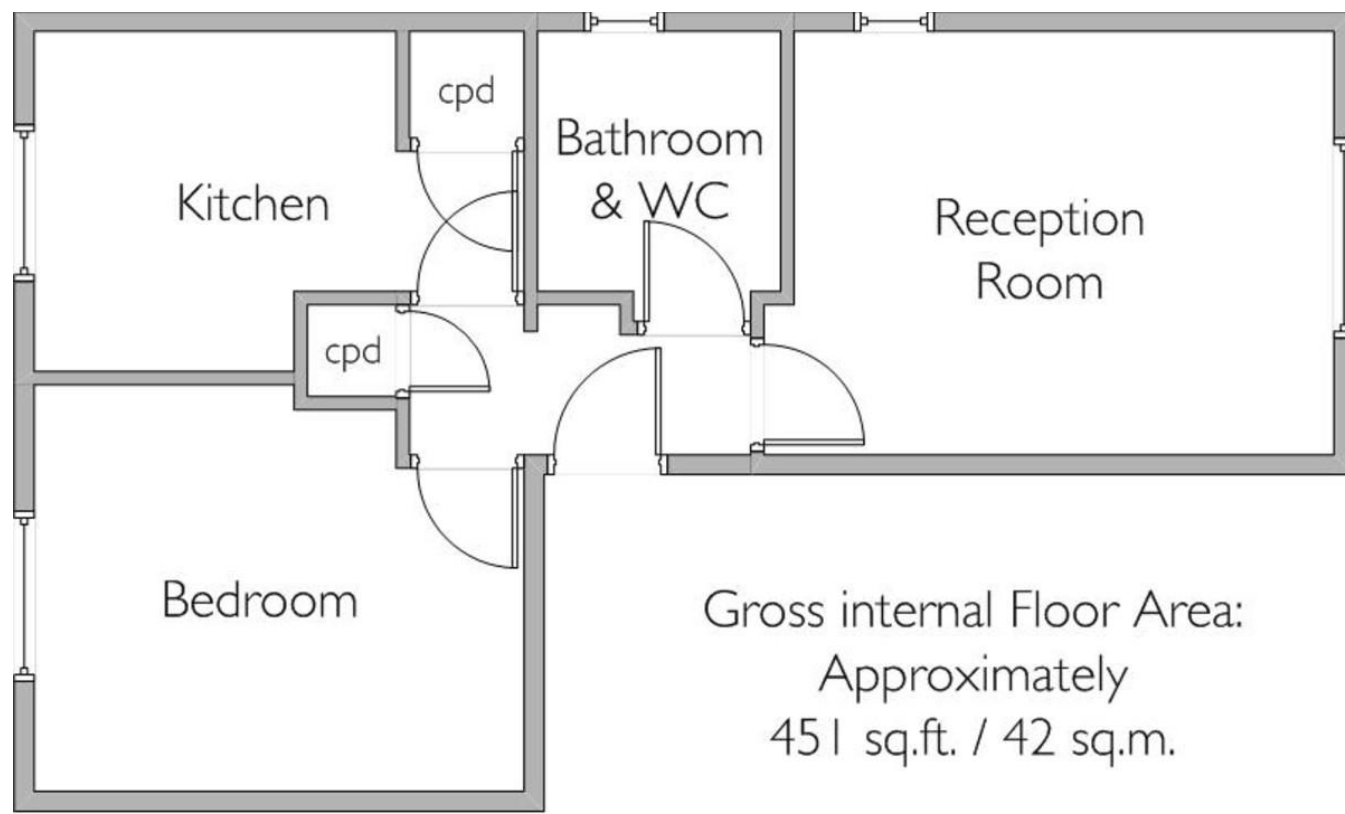 cpd
Kitchen
Bathroom
& WC
Reception
Room
cpd
Bedroom
Gross internal Floor Area:
Approximately
451 sq.ft. / 42 sq.m.